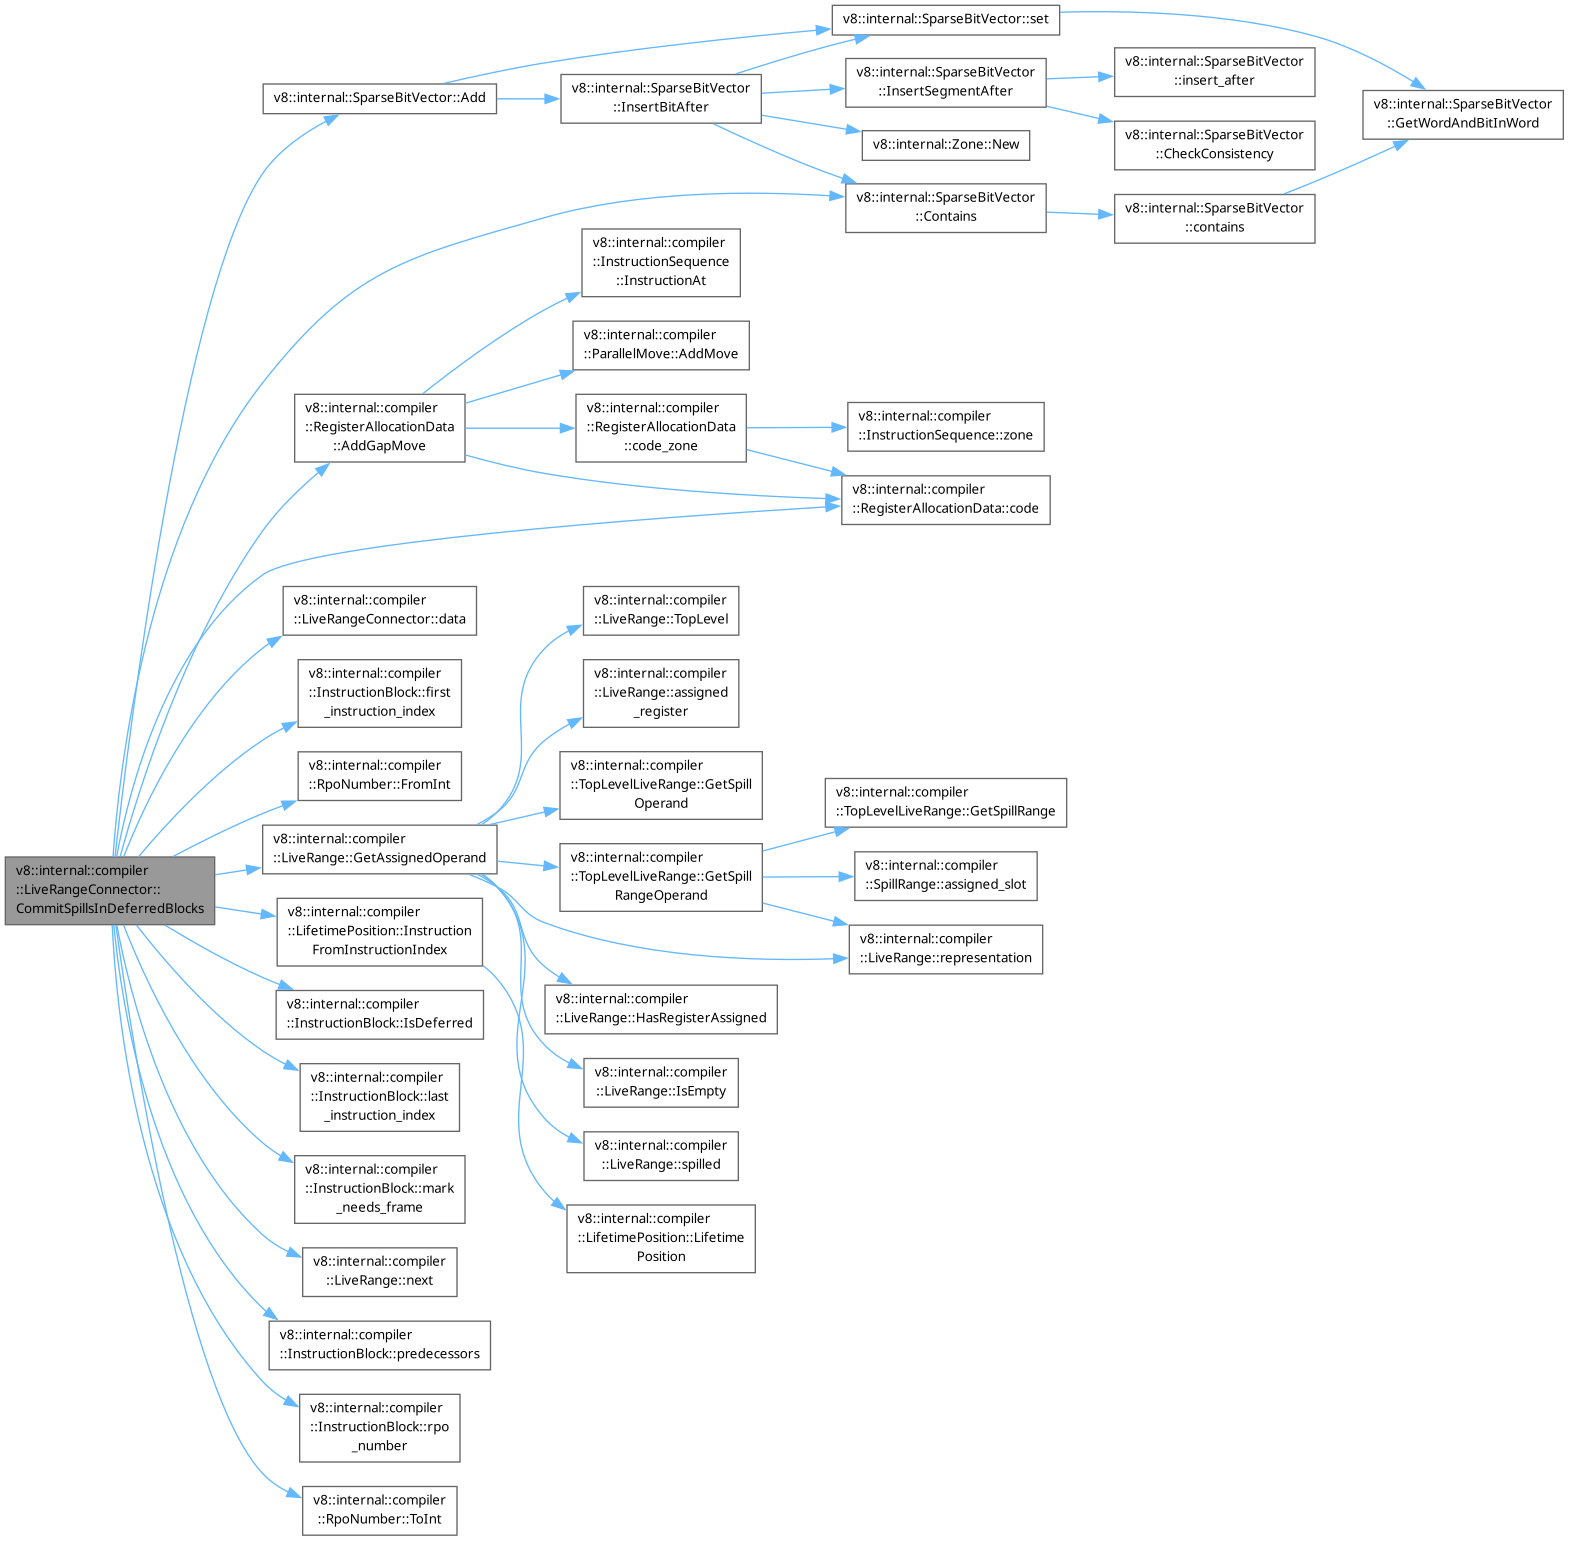 v8::internal::SparseBitVector::set
v8::internal::SparseBitVector::Add
v8::internal::SparseBitVector
::InsertBitAfter
v8::internal::SparseBitVector
::InsertSegmentAfter
v8::internal::SparseBitVector
::insert_after
v8::internal::SparseBitVector
::GetWordAndBitInWord
v8::internal::Zone::New
v8::internal::SparseBitVector
::CheckConsistency
v8::internal::SparseBitVector
::Contains
v8::internal::SparseBitVector
::contains
v8::internal::compiler
::InstructionSequence
::InstructionAt
v8::internal::compiler
::ParallelMove::AddMove
v8::internal::compiler
::RegisterAllocationData
::AddGapMove
v8::internal::compiler
::RegisterAllocationData
::code_zone
v8::internal::compiler
::InstructionSequence::zone
v8::internal::compiler
::RegisterAllocationData::code
v8::internal::compiler
::LiveRangeConnector::data
v8::internal::compiler
::LiveRange::TopLevel
v8::internal::compiler
::InstructionBlock::first
_instruction_index
v8::internal::compiler
::LiveRange::assigned
_register
v8::internal::compiler
::RpoNumber::FromInt
v8::internal::compiler
::TopLevelLiveRange::GetSpill
Operand
v8::internal::compiler
::TopLevelLiveRange::GetSpillRange
v8::internal::compiler
::LiveRangeConnector::
CommitSpillsInDeferredBlocks
v8::internal::compiler
::LiveRange::GetAssignedOperand
v8::internal::compiler
::TopLevelLiveRange::GetSpill
RangeOperand
v8::internal::compiler
::SpillRange::assigned_slot
v8::internal::compiler
::LifetimePosition::Instruction
FromInstructionIndex
v8::internal::compiler
::LiveRange::representation
v8::internal::compiler
::InstructionBlock::IsDeferred
v8::internal::compiler
::LiveRange::HasRegisterAssigned
v8::internal::compiler
::InstructionBlock::last
_instruction_index
v8::internal::compiler
::LiveRange::IsEmpty
v8::internal::compiler
::InstructionBlock::mark
_needs_frame
v8::internal::compiler
::LiveRange::spilled
v8::internal::compiler
::LifetimePosition::Lifetime
Position
v8::internal::compiler
::LiveRange::next
v8::internal::compiler
::InstructionBlock::predecessors
v8::internal::compiler
::InstructionBlock::rpo
_number
v8::internal::compiler
::RpoNumber::ToInt